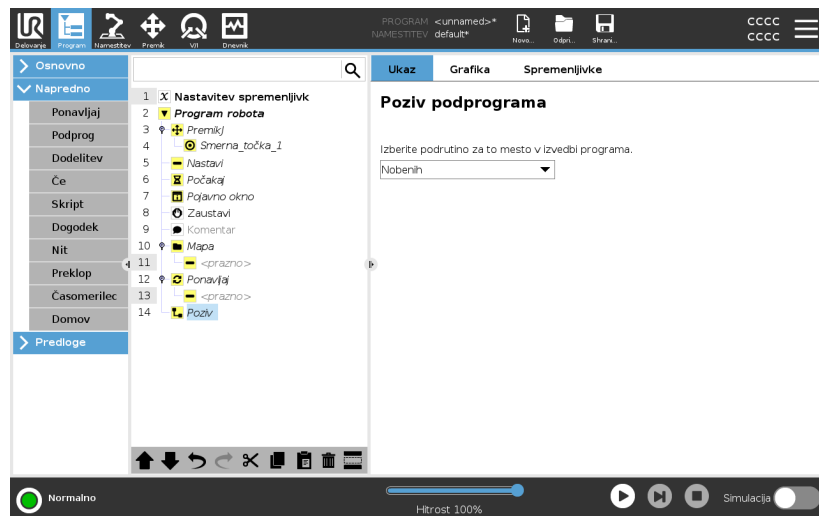 PROGRAM <unnamed>*
NAMESTITEV default*
CCCC
CCCC
Delovanje Program Namestitev Premik V/I Dnevnik Novo... Odpri... Shrani...
Osnovno
Napredno
Ponavljaj
Podprog
Dodelitev
Če
Skript
Dogodek
Nit
Preklop
Časomerilec
Domov
Predloge
1 X Nastavitev spremenljivk
2 Program robota
3 PremikJ
4 Smerna_točka_1
5 Nastavi
6 Počakaj
7 Pojavno okno
8 Zaustavi
9 Komentar
10 Mapa
11 <prazno>
12 Ponavljaj
13 <prazno>
14 Poziv
Ukaz Grafika Spremenljivke
Poziv podprograma
Izberite podrutino za to mesto v izvedbi programa.
Nobenih
Normalno
Hitrost 100%
Simulacija